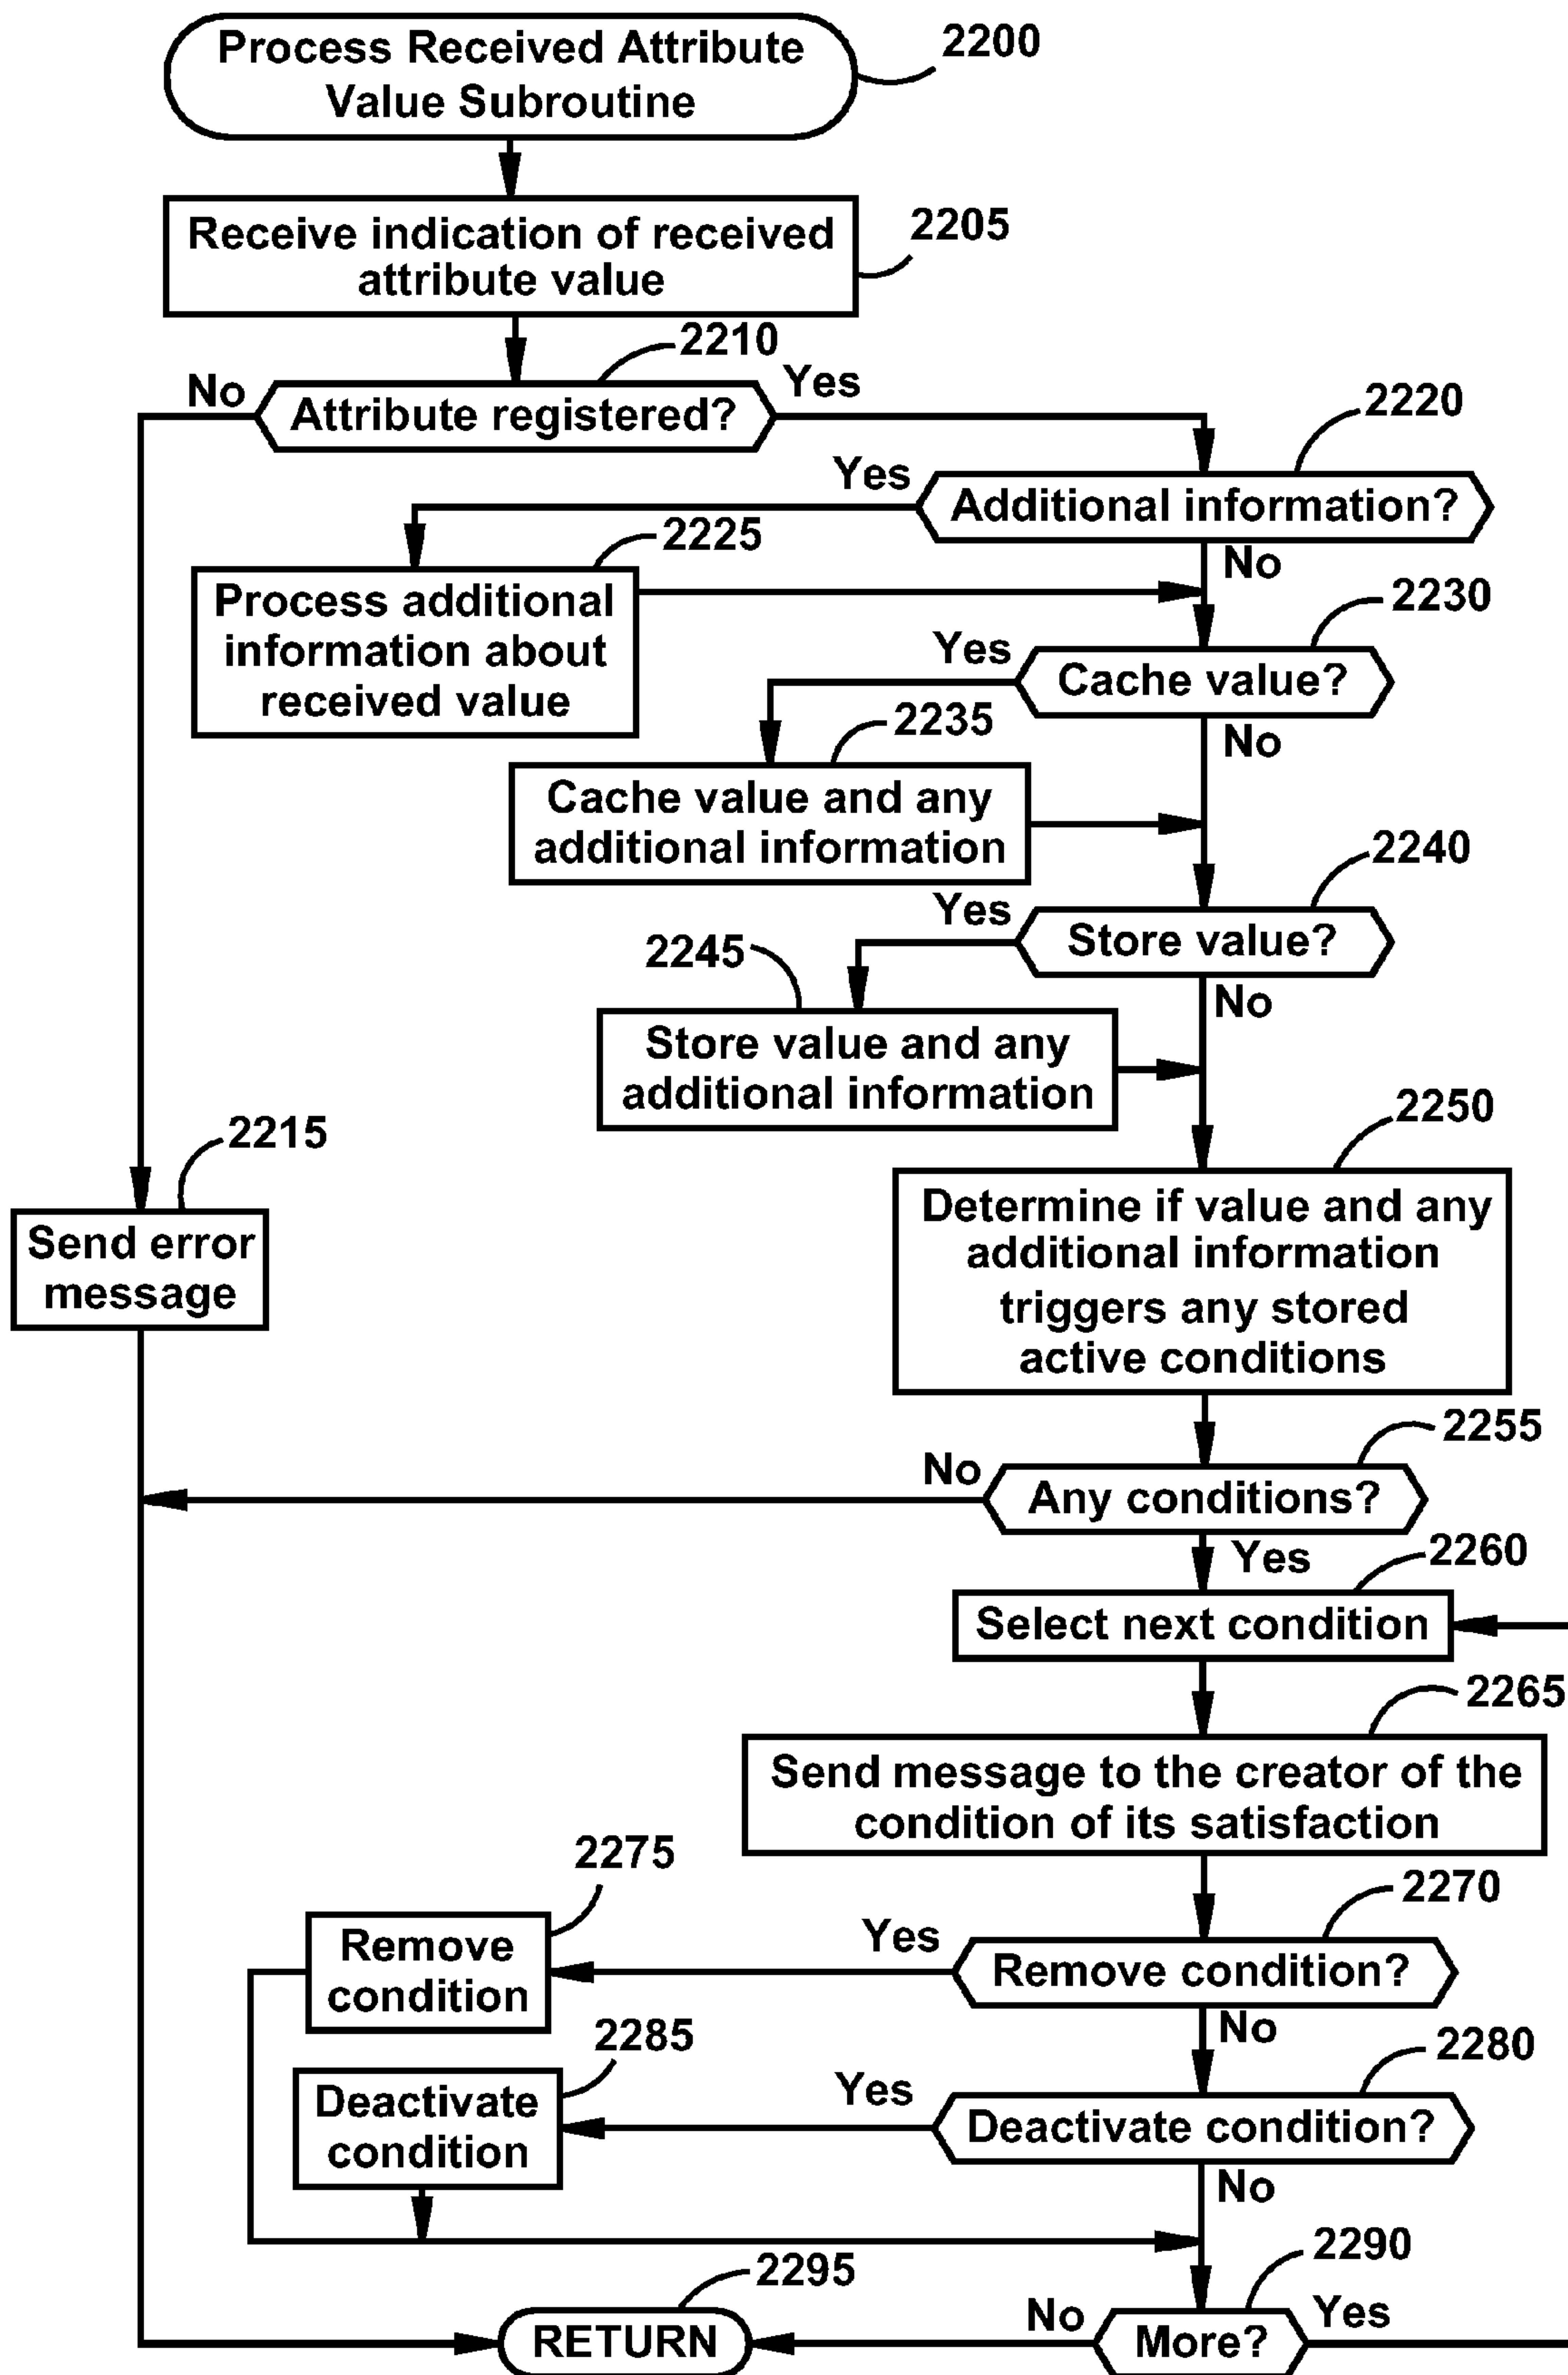 Process Received Attribute
Value Subroutine
2200
Receive indication of received
attribute value
2205
2210
No
Attribute registered?
Yes
2220
Yes
Additional information?
No
2225
Process additional
information about
received value
2230
Yes
Cache value?
No
2235
Cache value and any
additional information
2240
Yes
Store value?
No
2245
Store value and any
additional information
2215
Send error
message
2250
Determine if value and any
additional information
triggers any stored
active conditions
2255
No
Any conditions?
Yes
2260
Select next condition
2265
Send message to the creator of the
condition of its satisfaction
2270
Yes
Remove condition?
No
2275
Remove
condition
2280
Yes
Deactivate condition?
No
2285
Deactivate
condition
2290
No
More?
Yes
2295
RETURN